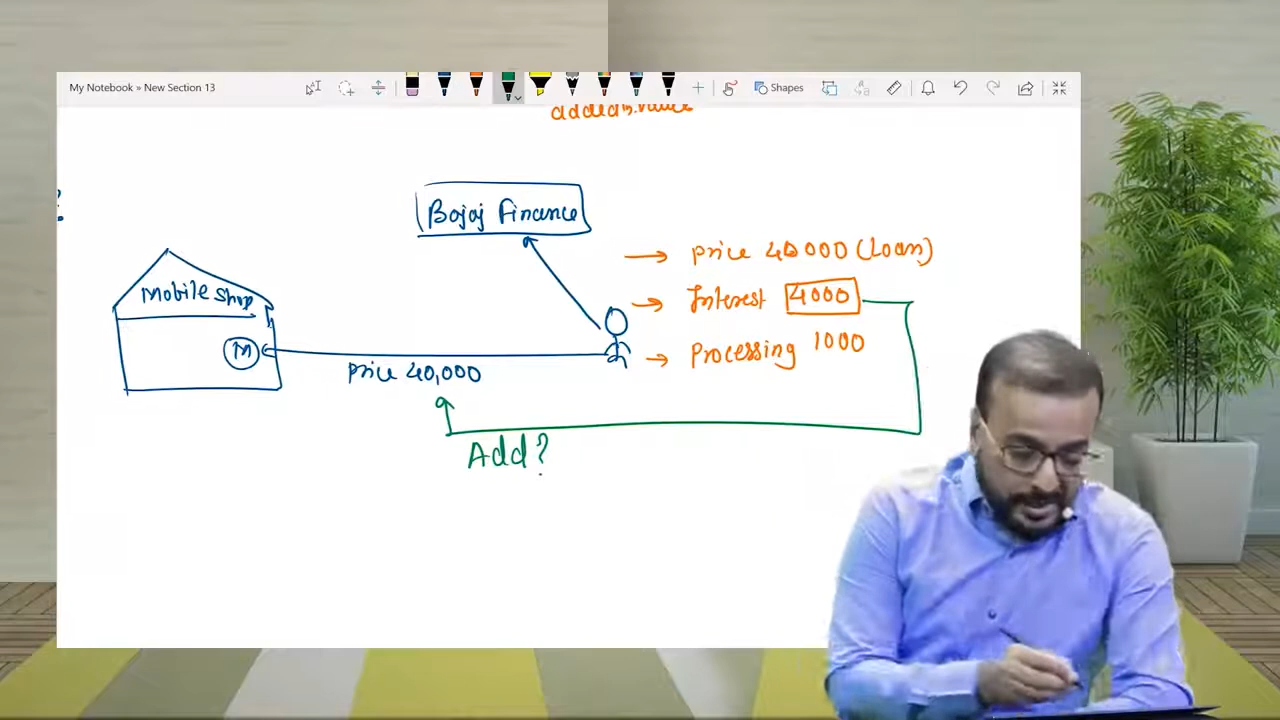 My Notebook » New Section 13
Shapes
Bajaj Finance
Mobile Shop
M
Price 40,000
Price 40000 (Loan)
Interest 4000
Processing 1000
Add?